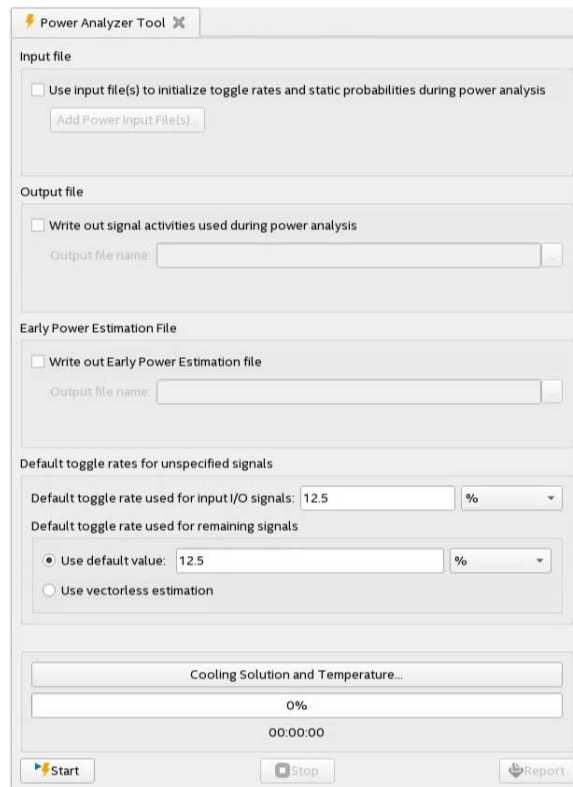 Power Analyzer Tool
Input file
Use input file(s) to initialize toggle rates and static probabilities during power analysis
Add Power Input File(s)...
Output file
Write out signal activities used during power analysis
Output file name: ...
Early Power Estimation File
Write out Early Power Estimation file
Output file name: ...
Default toggle rates for unspecified signals
Default toggle rate used for input I/O signals: 12.5 %
Default toggle rate used for remaining signals
Use default value: 12.5 %
Use vectorless estimation
Cooling Solution and Temperature...
0%
00:00:00
Start Stop Report